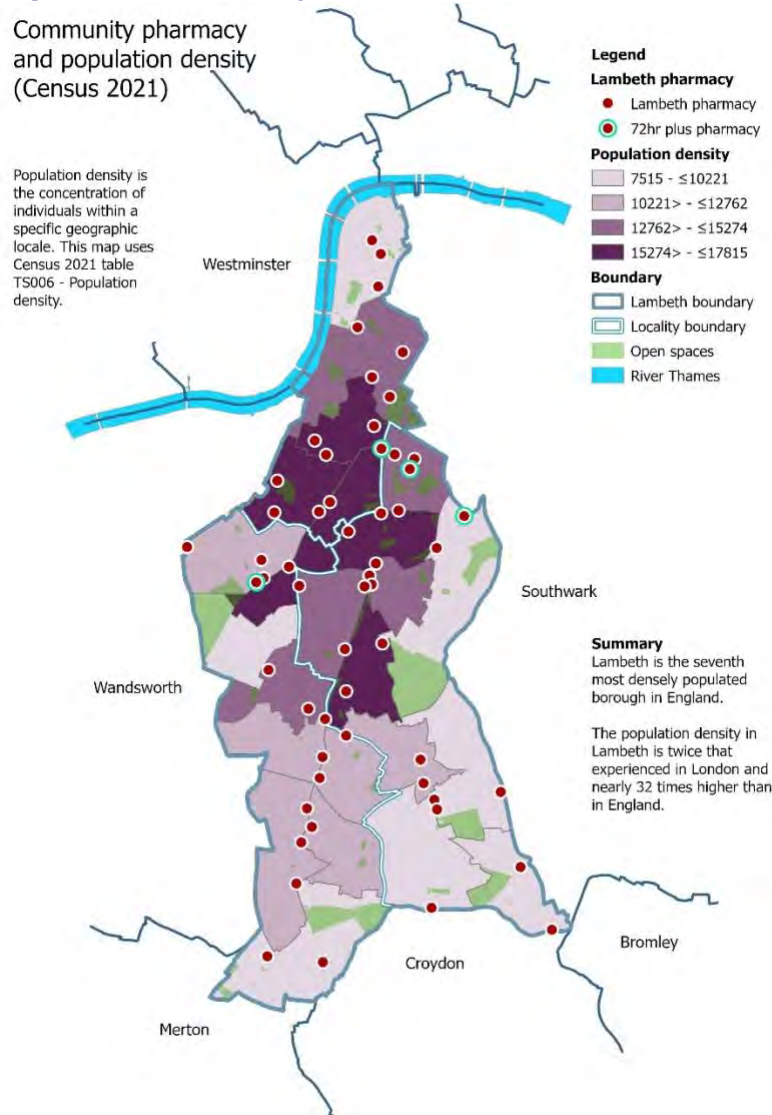 Community pharmacy
and population density
(Census 2021)
Population density is
the concentration of
individuals within a
specific geographic
locale. This map uses
Census 2021 table
TS006 - Population
density.
Legend
Lambeth pharmacy
Lambeth pharmacy
72hr plus pharmacy
Population density
7515 - ≤10221
10221> - ≤12762
12762> - ≤15274
15274> - ≤17815
Boundary
Lambeth boundary
Locality boundary
Open spaces
River Thames
Westminster
Southwark
Wandsworth
Summary
Lambeth is the seventh
most densely populated
borough in England.
The population density in
Lambeth is twice that
experienced in London and
nearly 32 times higher than
in England.
Bromley
Croydon
Merton